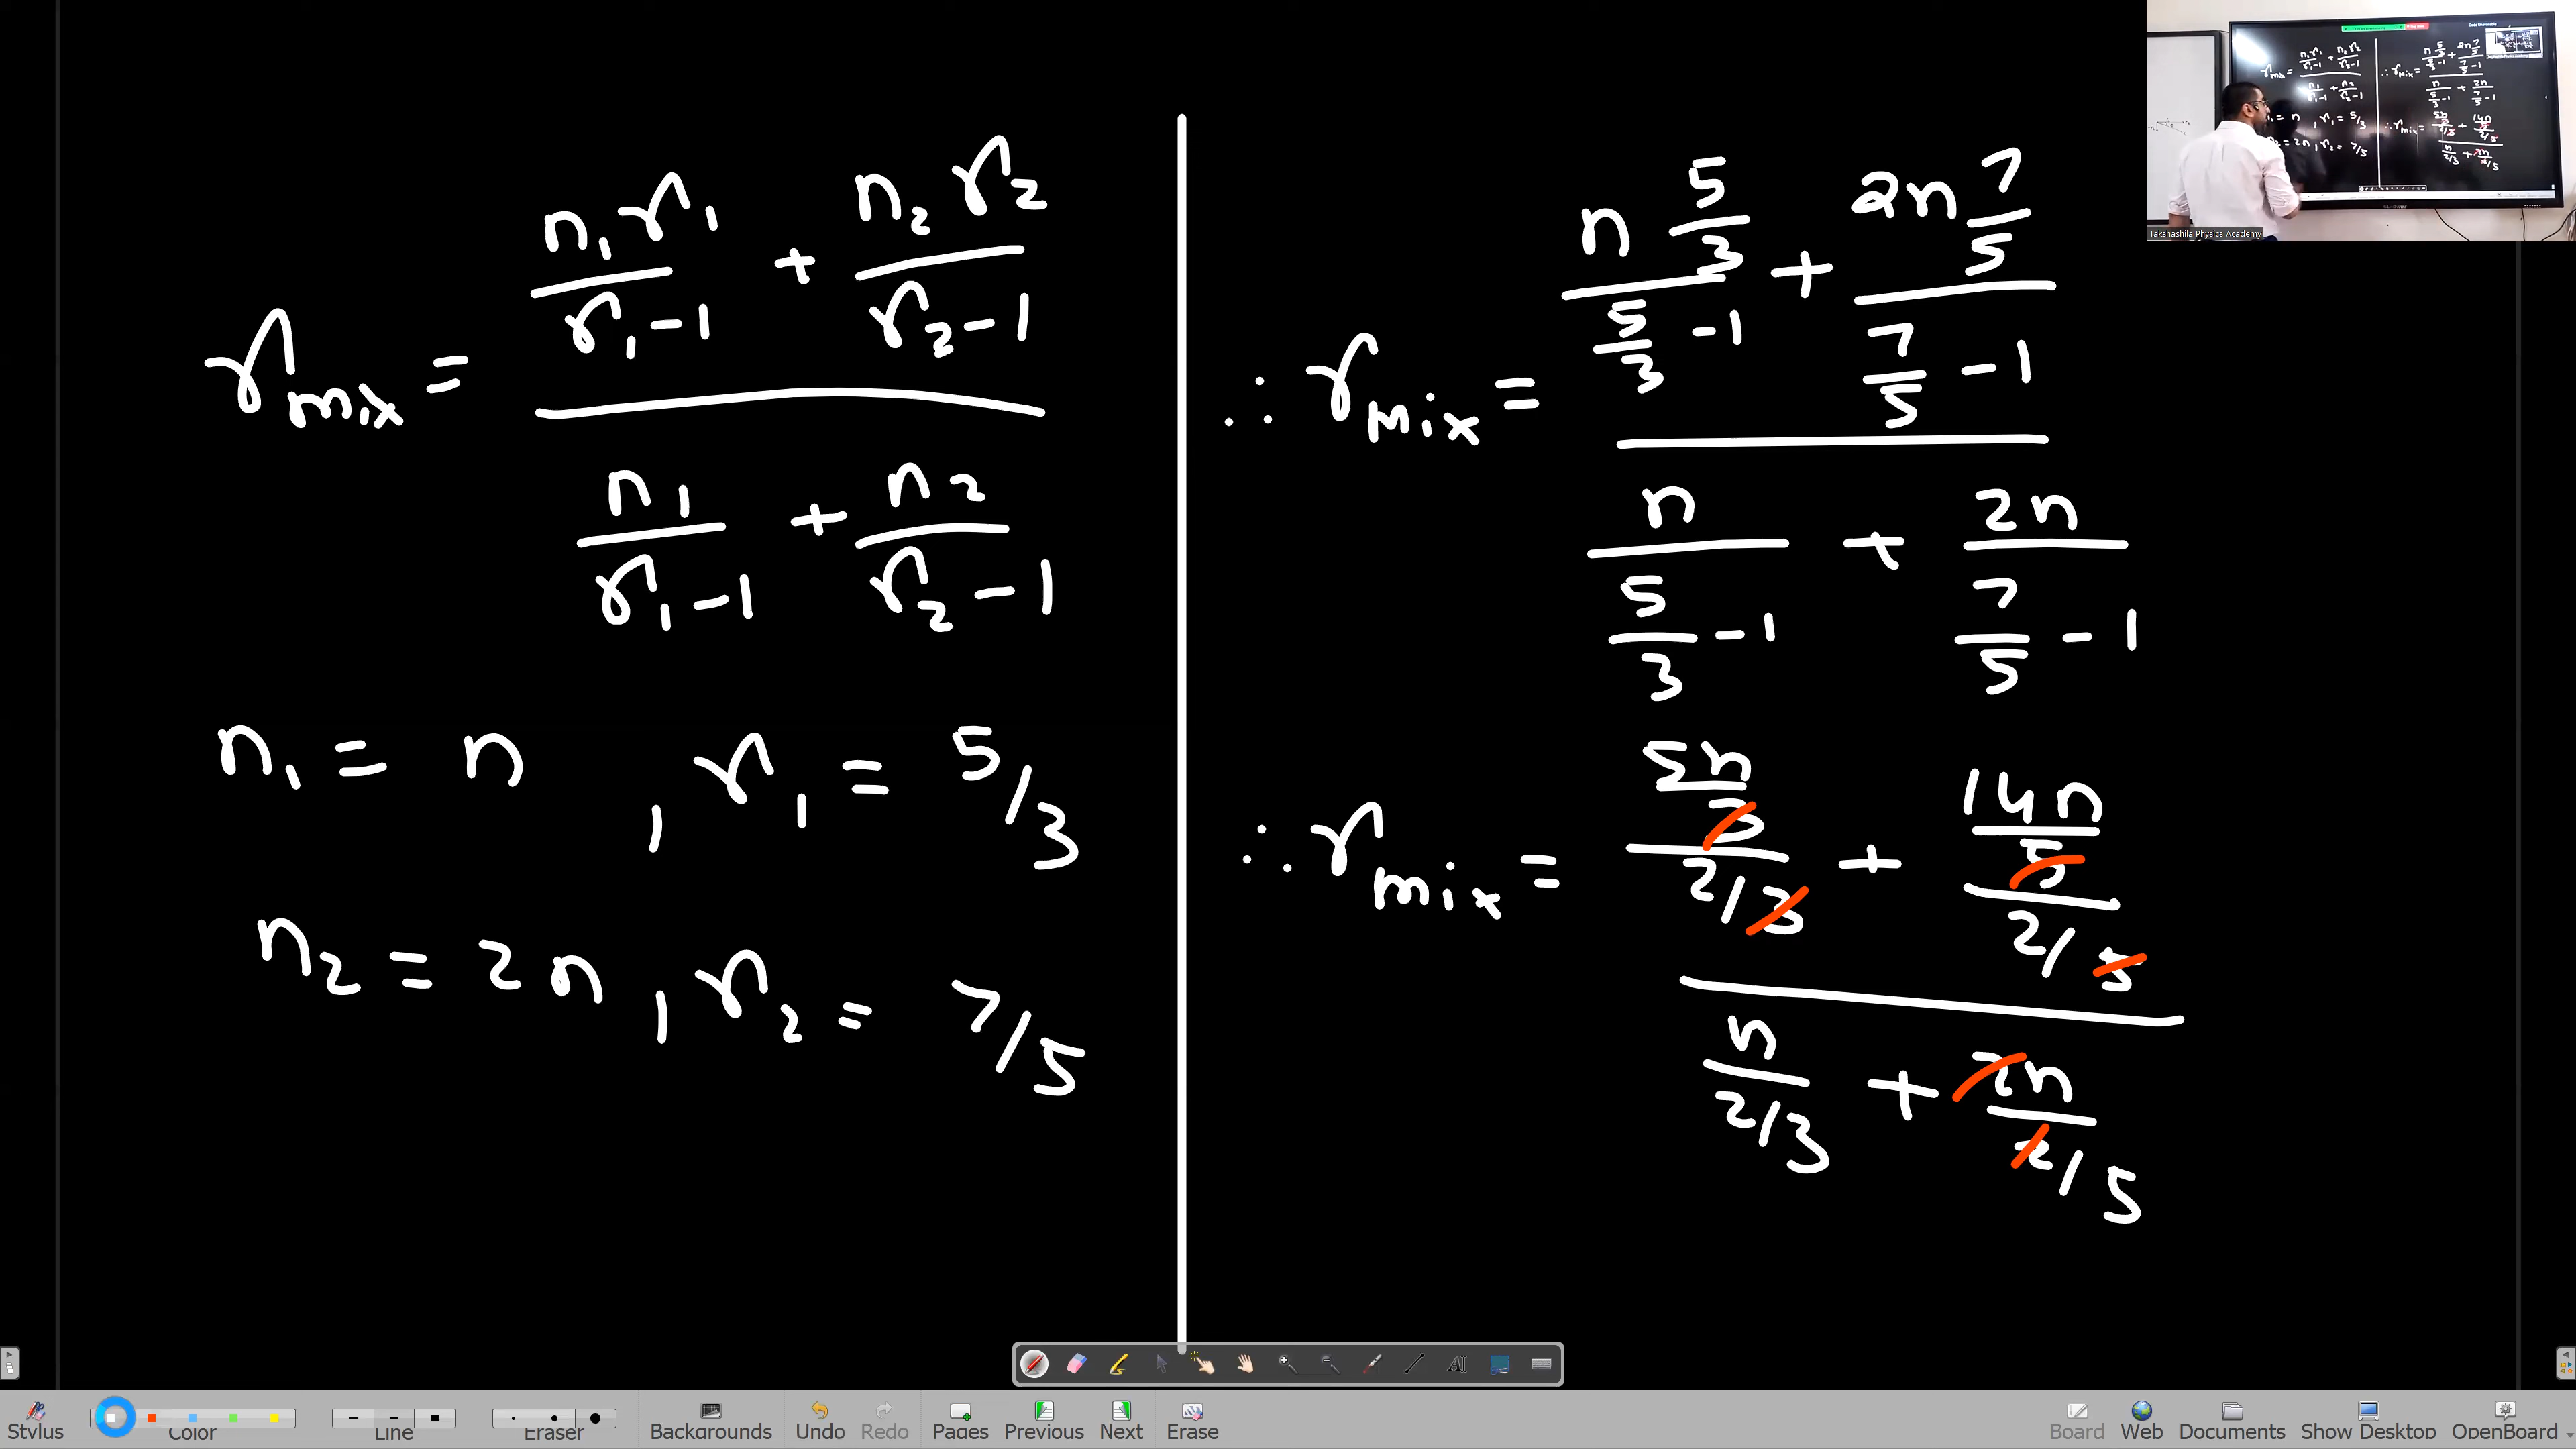 γmix = (n₁γ₁/(γ₁-1) + n₂γ₂/(γ₂-1)) / (n₁/(γ₁-1) + n₂/(γ₂-1))
n₁ = n , γ₁ = 5/3
n₂ = 2n , γ₂ = 7/5
∴ γmix = (n 5/3/(5/3 -1) + 2n 7/5/(7/5 -1)) / (n/(5/3 -1) + 2n/(7/5 -1))
∴ γmix = ((5n/3)/(2/3) + (14n/5)/(2/5)) / (n/(2/3) + 2n/(2/5))
Takshashila Physics Academy
Stylus Color Line Eraser Backgrounds Undo Redo Pages Previous Next Erase Board Web Documents Show Desktop OpenBoard